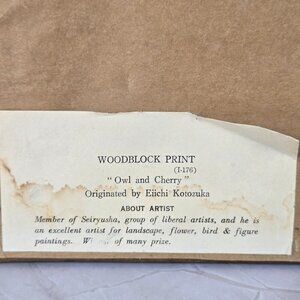 WOODBLOCK PRINT
(I-176)
"Owl and Cherry"
Originated by Eiichi Kotozuka
ABOUT ARTIST
Member of Seiryusha, group of liberal artists, and he is
an excellent artist for landscape, flower, bird & figure
paintings. of many prize.